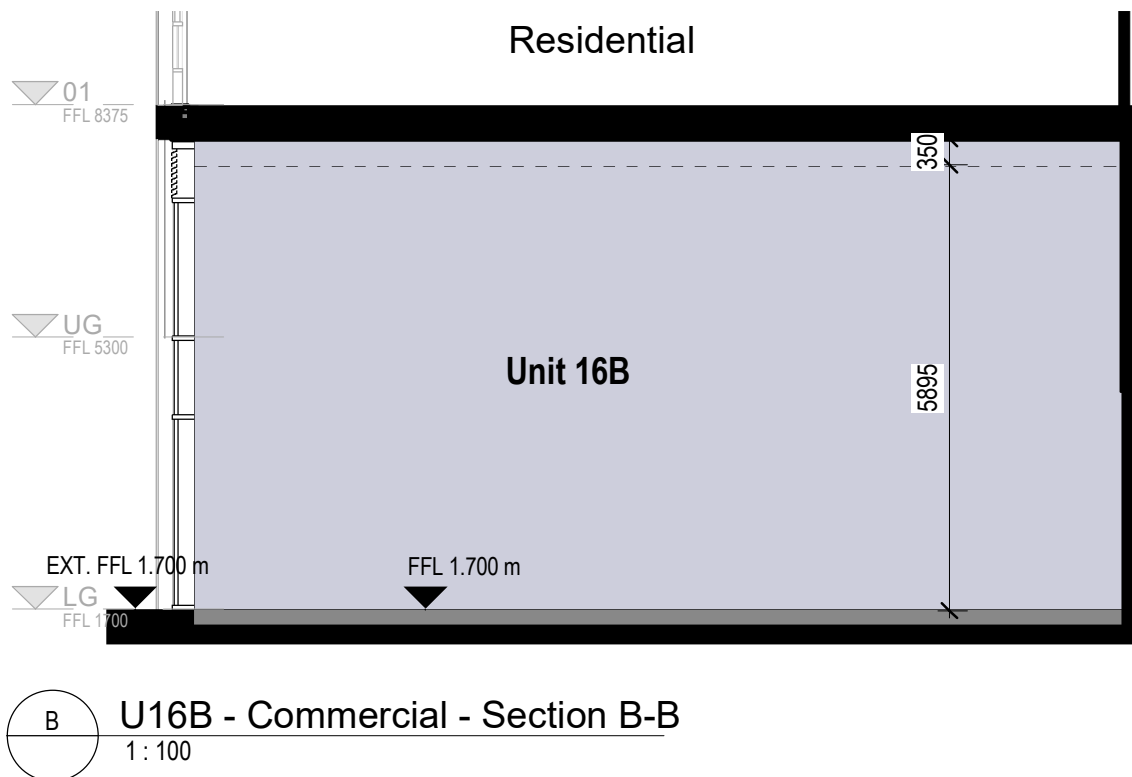 Residential
01
FFL 8375
350
UG
FFL 5300
Unit 16B
5895
EXT. FFL 1.700 m
FFL 1.700 m
LG
FFL 1700
B
U16B - Commercial - Section B-B
1 : 100